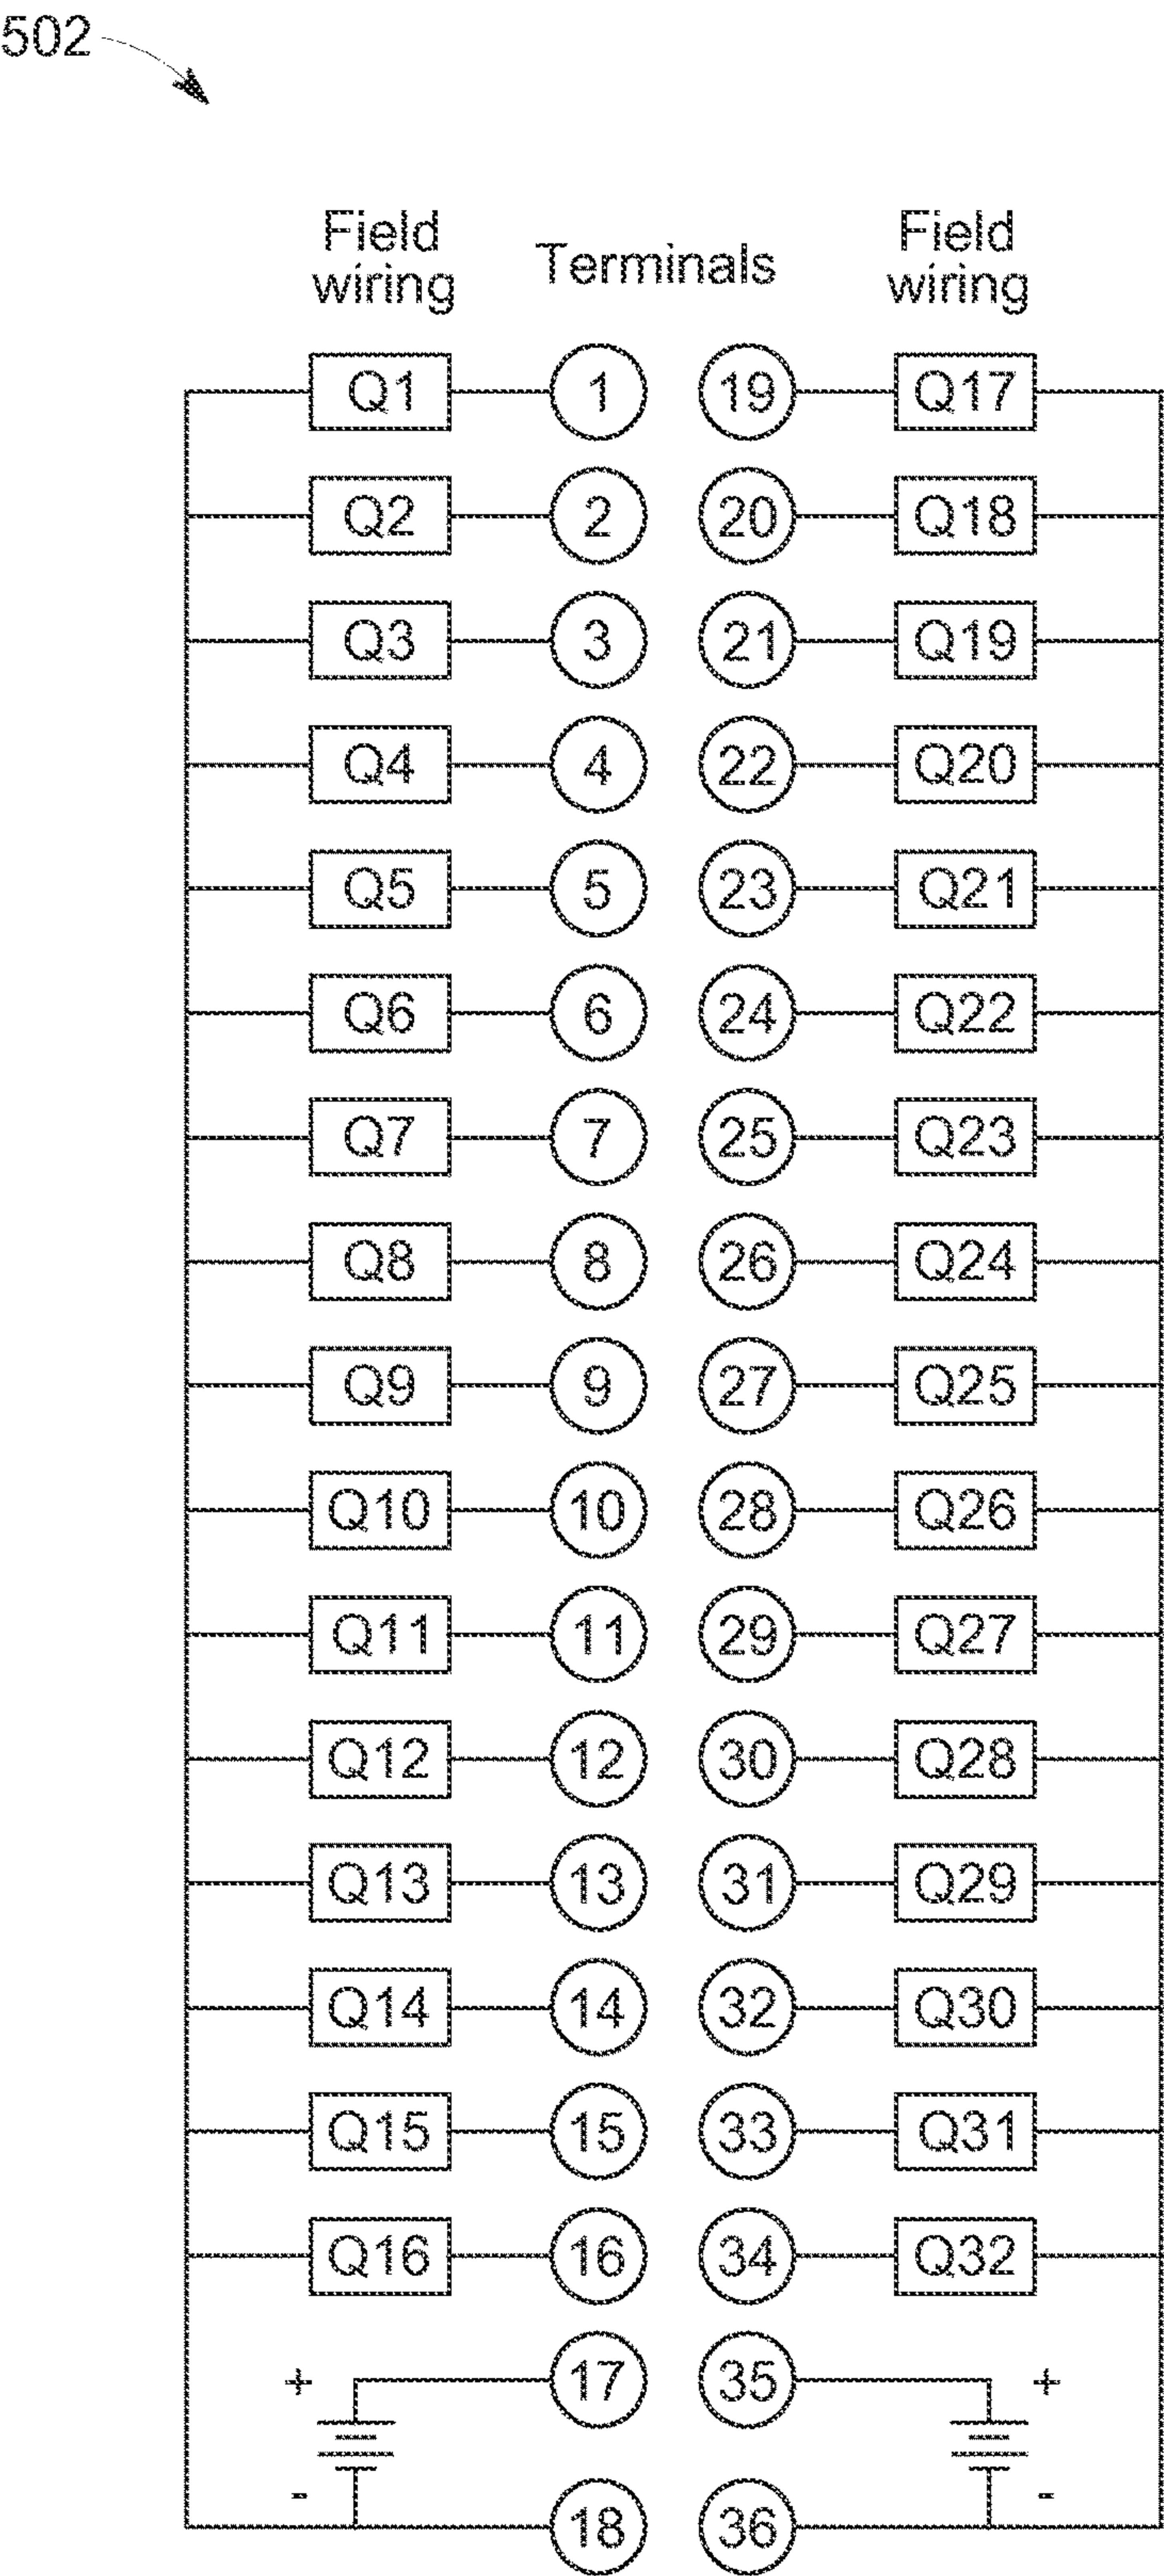 502
Field wiring Terminals Field wiring
Q1 1 19 Q17
Q2 2 20 Q18
Q3 3 21 Q19
Q4 4 22 Q20
Q5 5 23 Q21
Q6 6 24 Q22
Q7 7 25 Q23
Q8 8 26 Q24
Q9 9 27 Q25
Q10 10 28 Q26
Q11 11 29 Q27
Q12 12 30 Q28
Q13 13 31 Q29
Q14 14 32 Q30
Q15 15 33 Q31
Q16 16 34 Q32
+ 17 35 +
- -
18 36